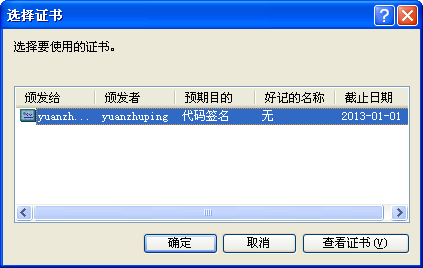 选择证书
选择要使用的证书。
颁发给 颁发者 预期目的 好记的名称 截止日期
yuanzh... yuanzhuping 代码签名 无 2013-01-01
确定 取消 查看证书(V)